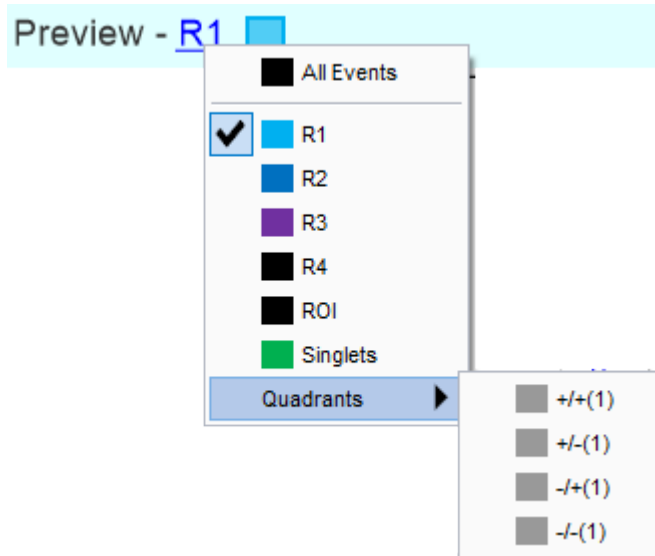 Preview - R1
All Events
R1
R2
R3
R4
ROI
Singlets
Quadrants
+/+(1)
+/-(1)
-/+(1)
-/-(1)